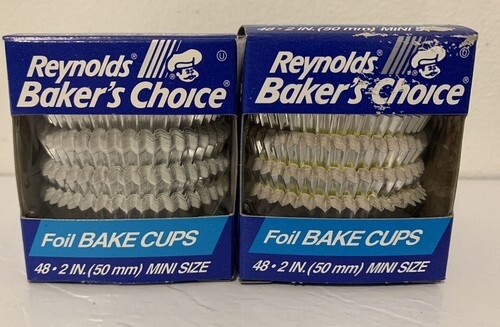 Reynolds®
Baker's Choice®
U
Foil BAKE CUPS
48 • 2 IN. (50 mm) MINI SIZE
48 • 2 IN. (50 mm) MINI SIZE
Reynolds®
Baker's Choice®
U
Foil BAKE CUPS
48 • 2 IN. (50 mm) MINI SIZE